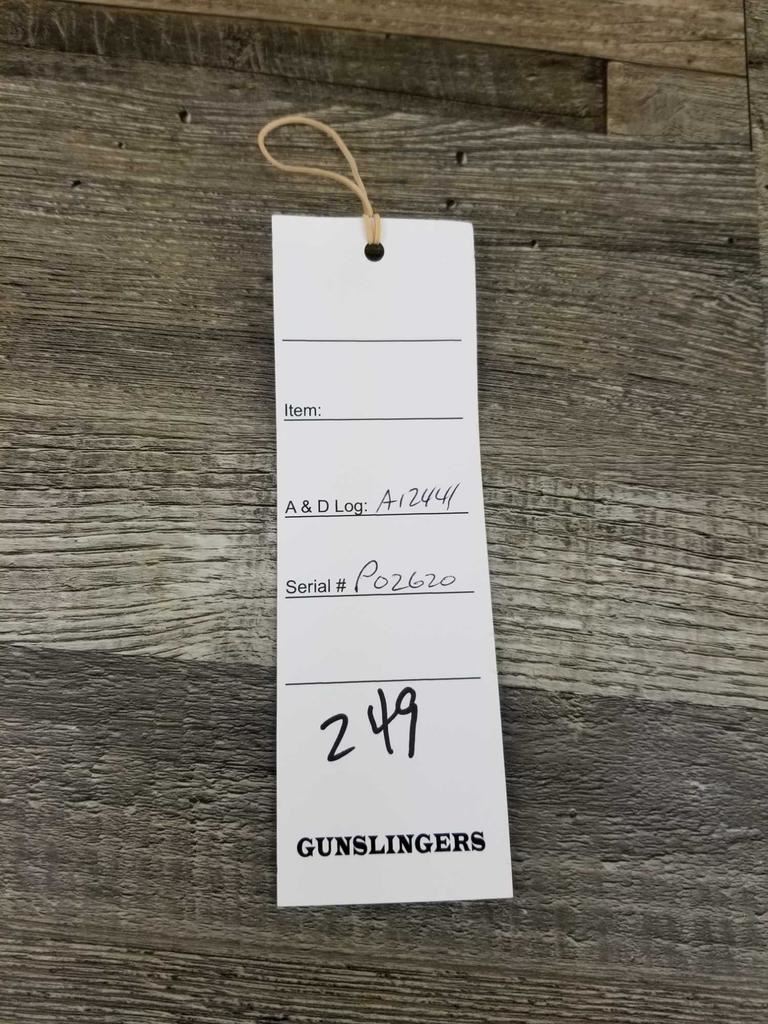 Item:
A & D Log: A12441
Serial # P02620
249
GUNSLINGERS